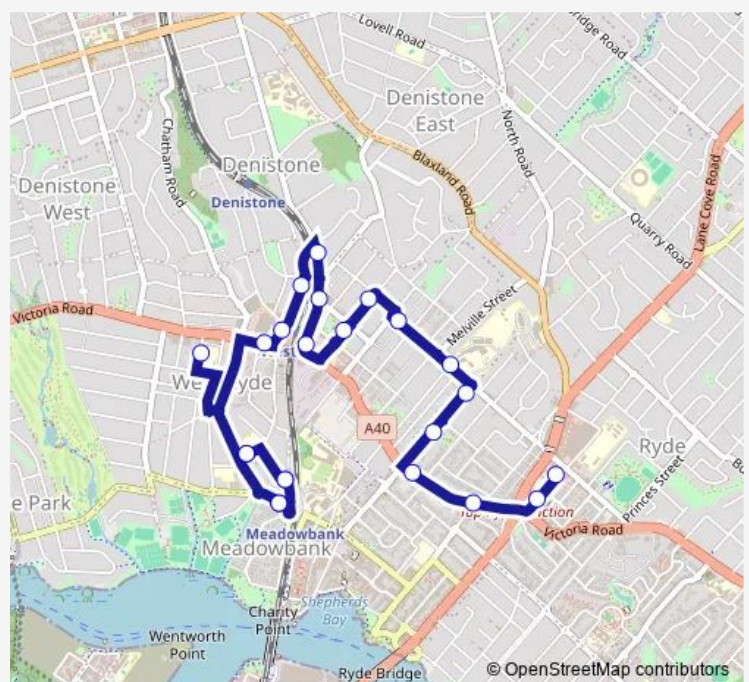 Lovell Road
Bridge Road
Denistone
East
North Road
Chatham Road
Denistone
Blaxland Road
Lane Cove Road
Denistone
West
Denistone
Quarry Road
Victoria Road
Melville Street
A40
Ryde
Princes Street
e Park
Meadowbank
Victoria Road
Meadowbank
Charity
Point
Shepherds
Bay
Wentworth
Point
Ryde Bridge
© OpenStreetMap contributors